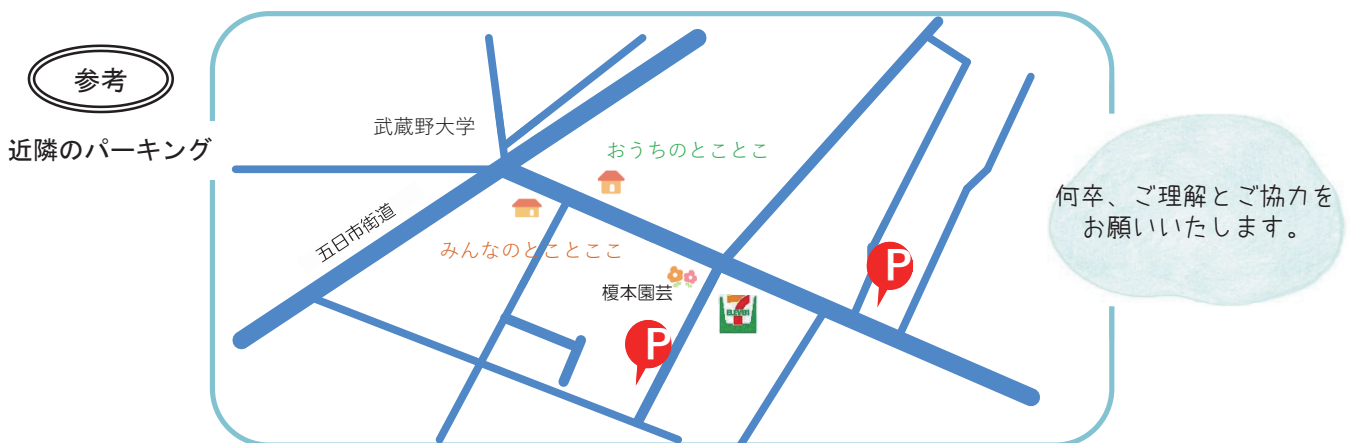 参考
近隣のパーキング
武蔵野大学
おうちのとことこ
五日市街道
みんなのとことここ
榎本園芸
7
ELEVEN
P
P
何卒、ご理解とご協力を
お願いいたします。